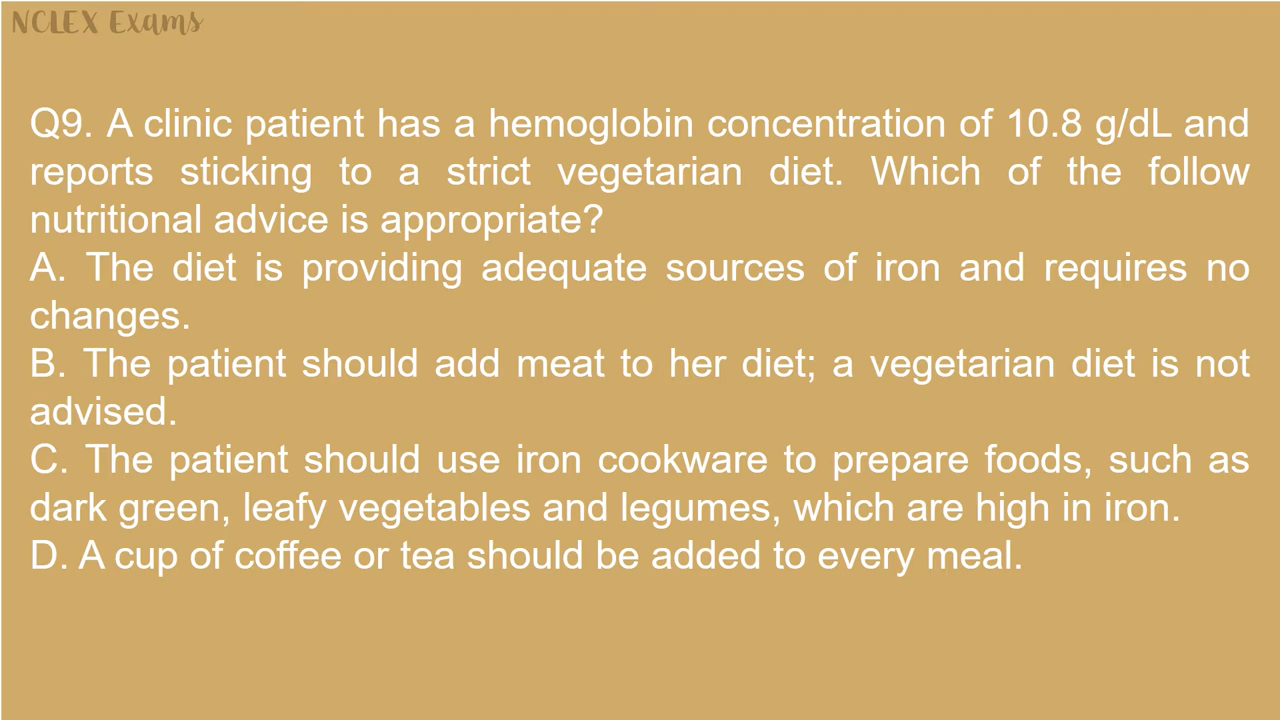 NCLEX Exams
Q9. A clinic patient has a hemoglobin concentration of 10.8 g/dL and
reports sticking to a strict vegetarian diet. Which of the follow
nutritional advice is appropriate?
A. The diet is providing adequate sources of iron and requires no
changes.
B. The patient should add meat to her diet; a vegetarian diet is not
advised.
C. The patient should use iron cookware to prepare foods, such as
dark green, leafy vegetables and legumes, which are high in iron.
D. A cup of coffee or tea should be added to every meal.